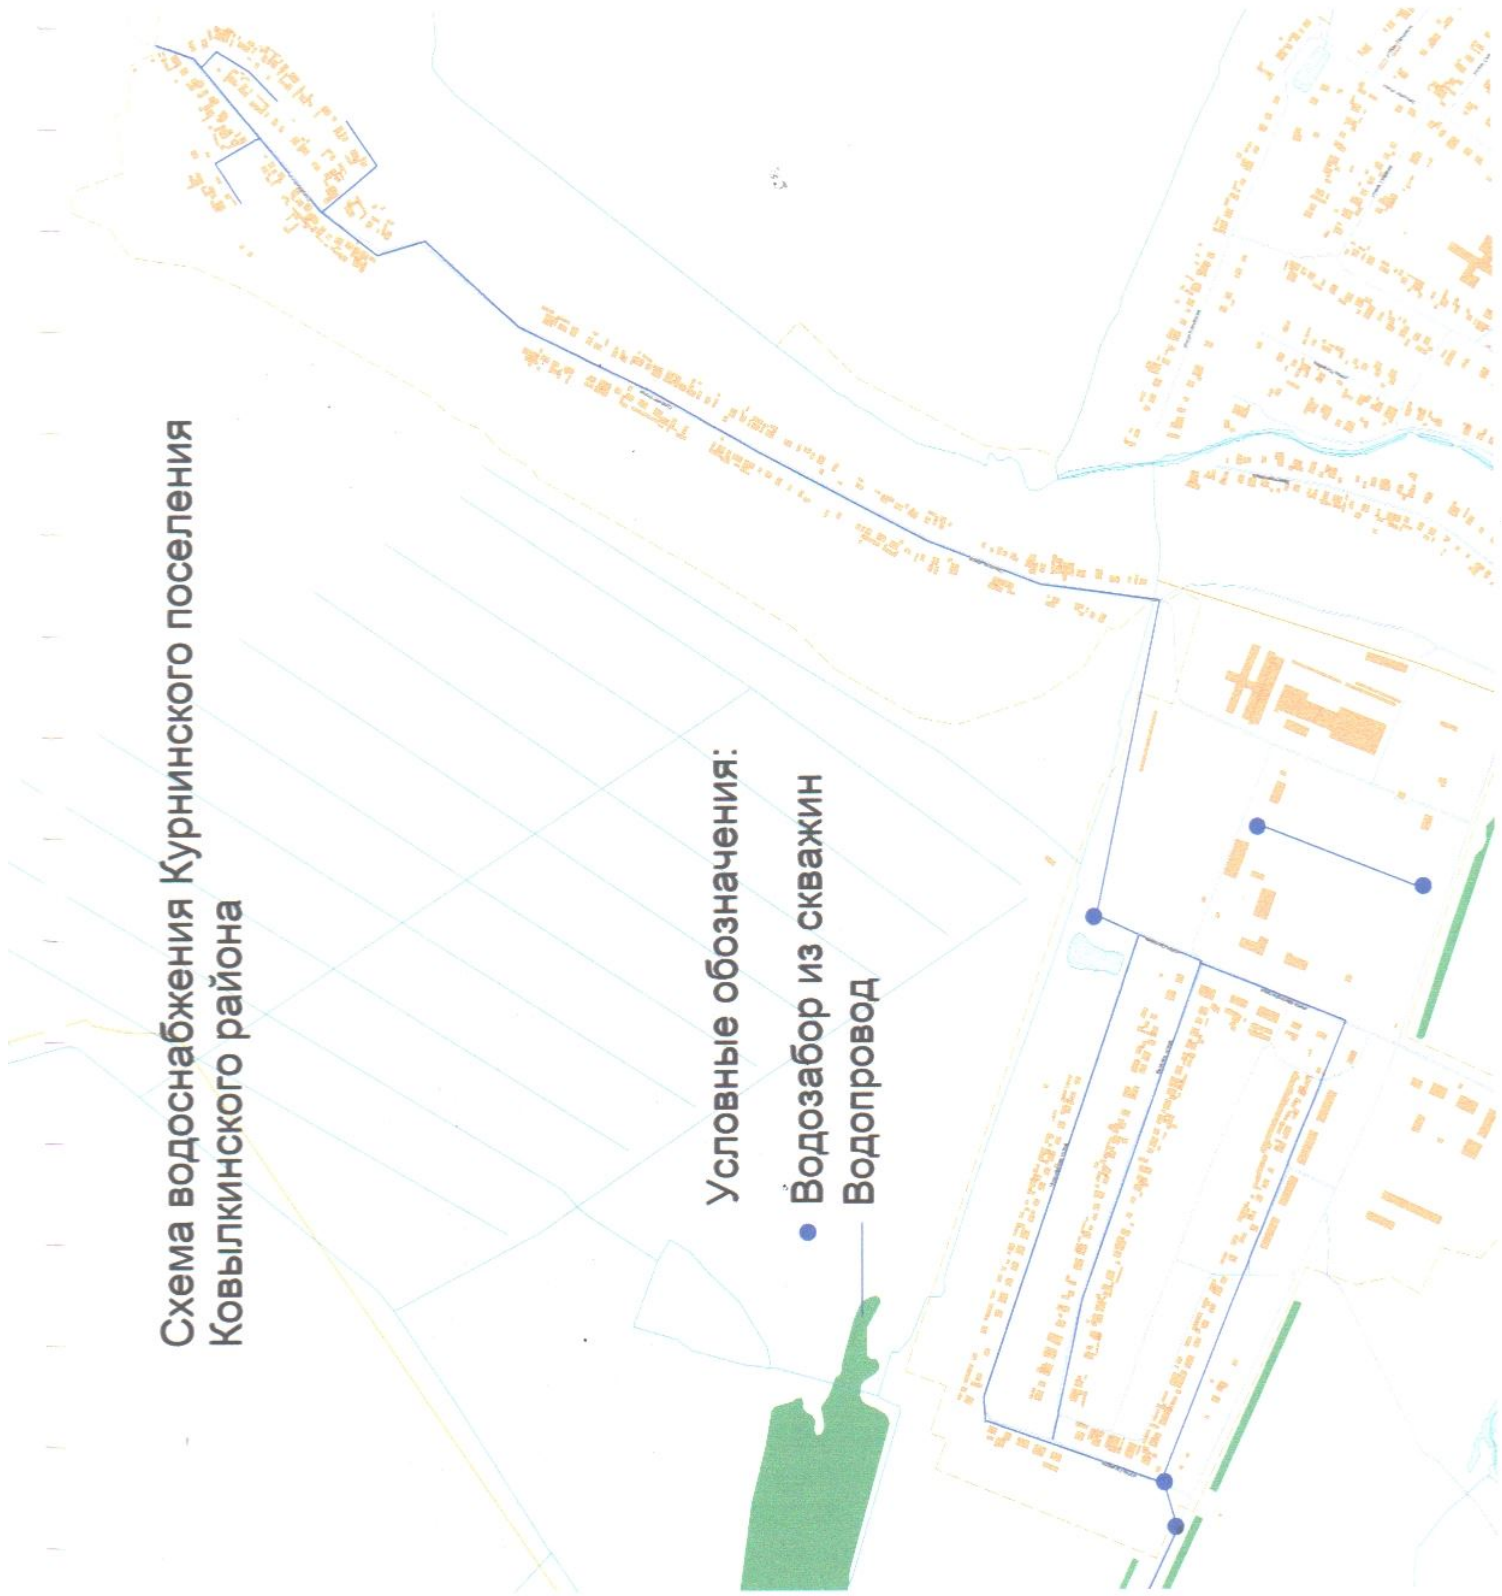 Схема водоснабжения Курнинского поселения
Ковылкинского района
Условные обозначения:
Водозабор из скважин
Водопровод